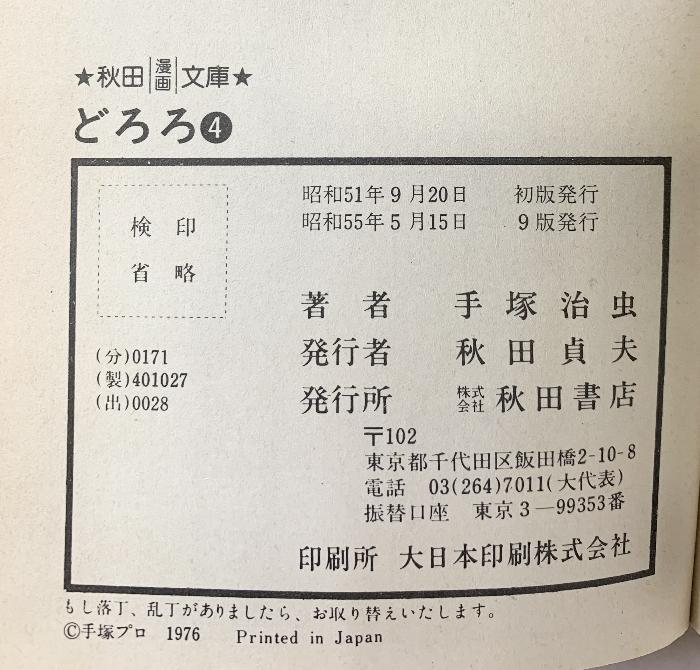 ★秋田漫画文庫★
どろろ❹
検印
省略
昭和51年9月20日 初版発行
昭和55年5月15日 9版発行
(分)0171
(製)401027
(出)0028
著者 手塚治虫
発行者 秋田貞夫
発行所 株式会社 秋田書店
〒102
東京都千代田区飯田橋2-10-8
電話 03(264)7011(大代表)
振替口座 東京3—99353番
印刷所 大日本印刷株式会社
もし落丁、乱丁がありましたら、お取り替えいたします。
©手塚プロ 1976 Printed in Japan